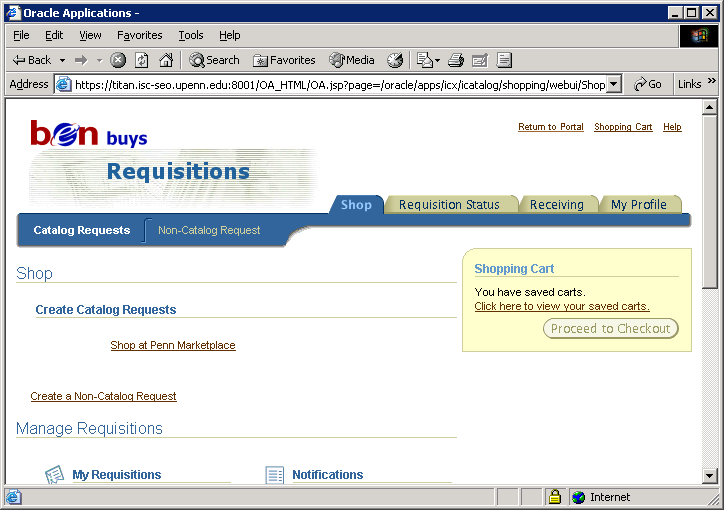 Oracle Applications -
File Edit View Favorites Tools Help
Back Search Favorites Media
Address https://titan.isc-seo.upenn.edu:8001/OA_HTML/OA.jsp?page=/oracle/apps/icx/icatalog/shopping/webui/Shop Go Links »
ben buys
Return to Portal Shopping Cart Help
Requisitions
Shop Requisition Status Receiving My Profile
Catalog Requests Non-Catalog Request
Shop
Shopping Cart
You have saved carts.
Click here to view your saved carts.
Proceed to Checkout
Create Catalog Requests
Shop at Penn Marketplace
Create a Non-Catalog Request
Manage Requisitions
My Requisitions Notifications
Internet